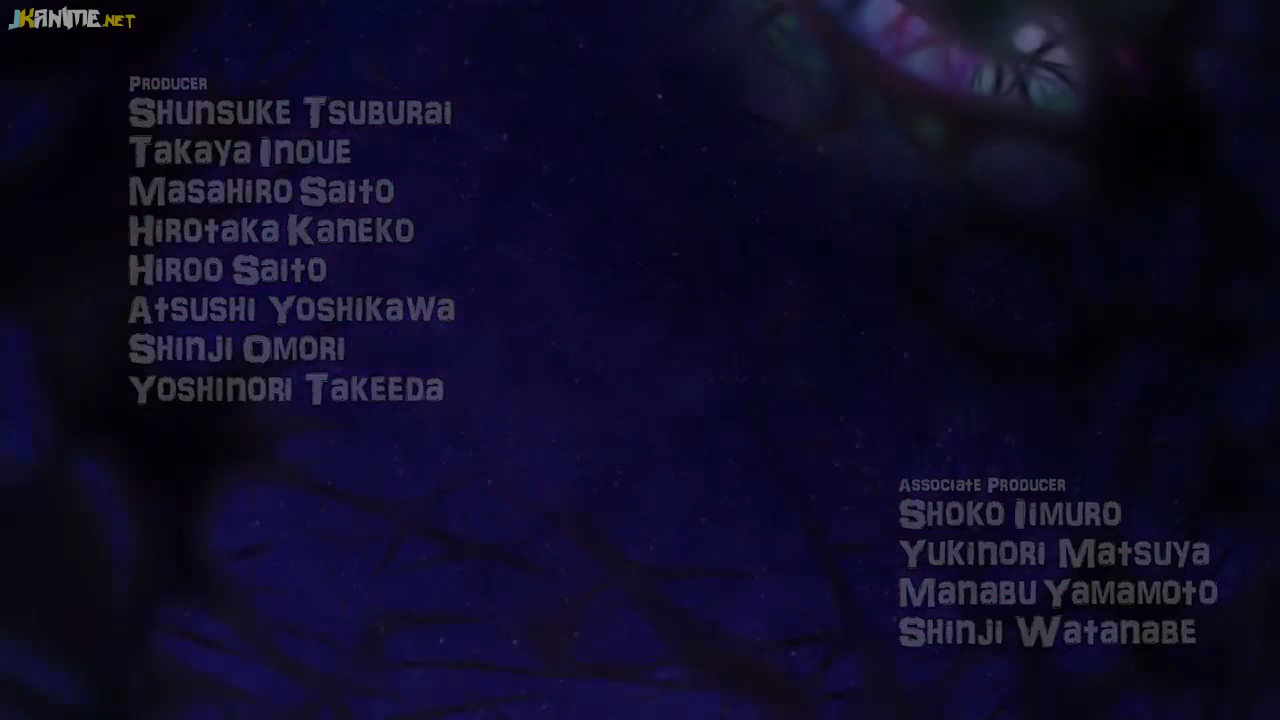 JKANIME.NET
PRODUCER
SHUNSUKE TSUBURAI
TAKAYA INOUE
MASAHIRO SAITO
HIROTAKA KANEKO
HIROO SAITO
ATSUSHI YOSHIKAWA
SHINJI OMORI
YOSHINORI TAKEEDA
ASSOCIATE PRODUCER
SHOKO IIMURO
YUKINORI MATSUYA
MANABU YAMAMOTO
SHINJI WATANABE